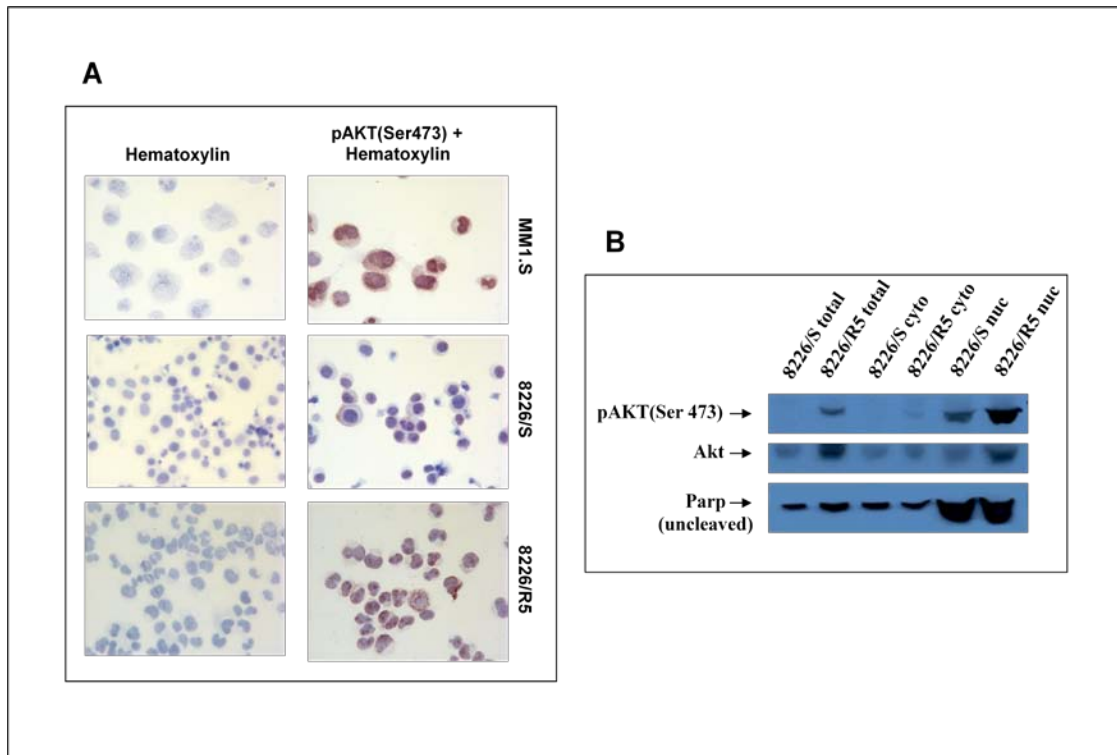 A
Hematoxylin
pAKT(Ser473) +
Hematoxylin
MM1.S
8226/S
8226/R5
B
8226/S total
8226/R5 total
8226/S cyto
8226/R5 cyto
8226/S nuc
8226/R5 nuc
pAKT(Ser 473)
Akt
Parp
(uncleaved)